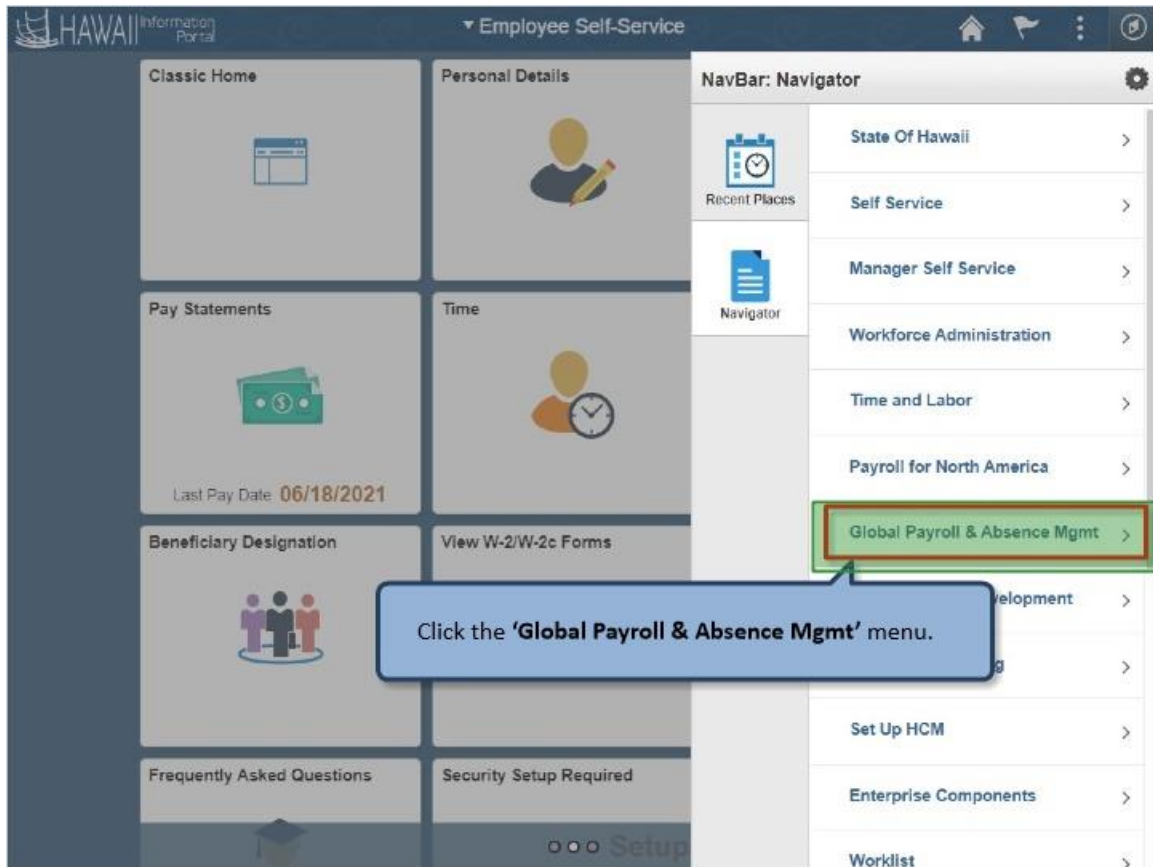 HAWAII Information
Portal
Employee Self-Service
Classic Home
Personal Details
NavBar: Navigator
Recent Places
Navigator
State Of Hawaii
Self Service
Manager Self Service
Workforce Administration
Time and Labor
Payroll for North America
Global Payroll & Absence Mgmt
velopment
g
Set Up HCM
Enterprise Components
Worklist
Pay Statements
Time
Last Pay Date 06/18/2021
Beneficiary Designation
View W-2/W-2c Forms
Click the ‘Global Payroll & Absence Mgmt’ menu.
Frequently Asked Questions
Security Setup Required
Setup